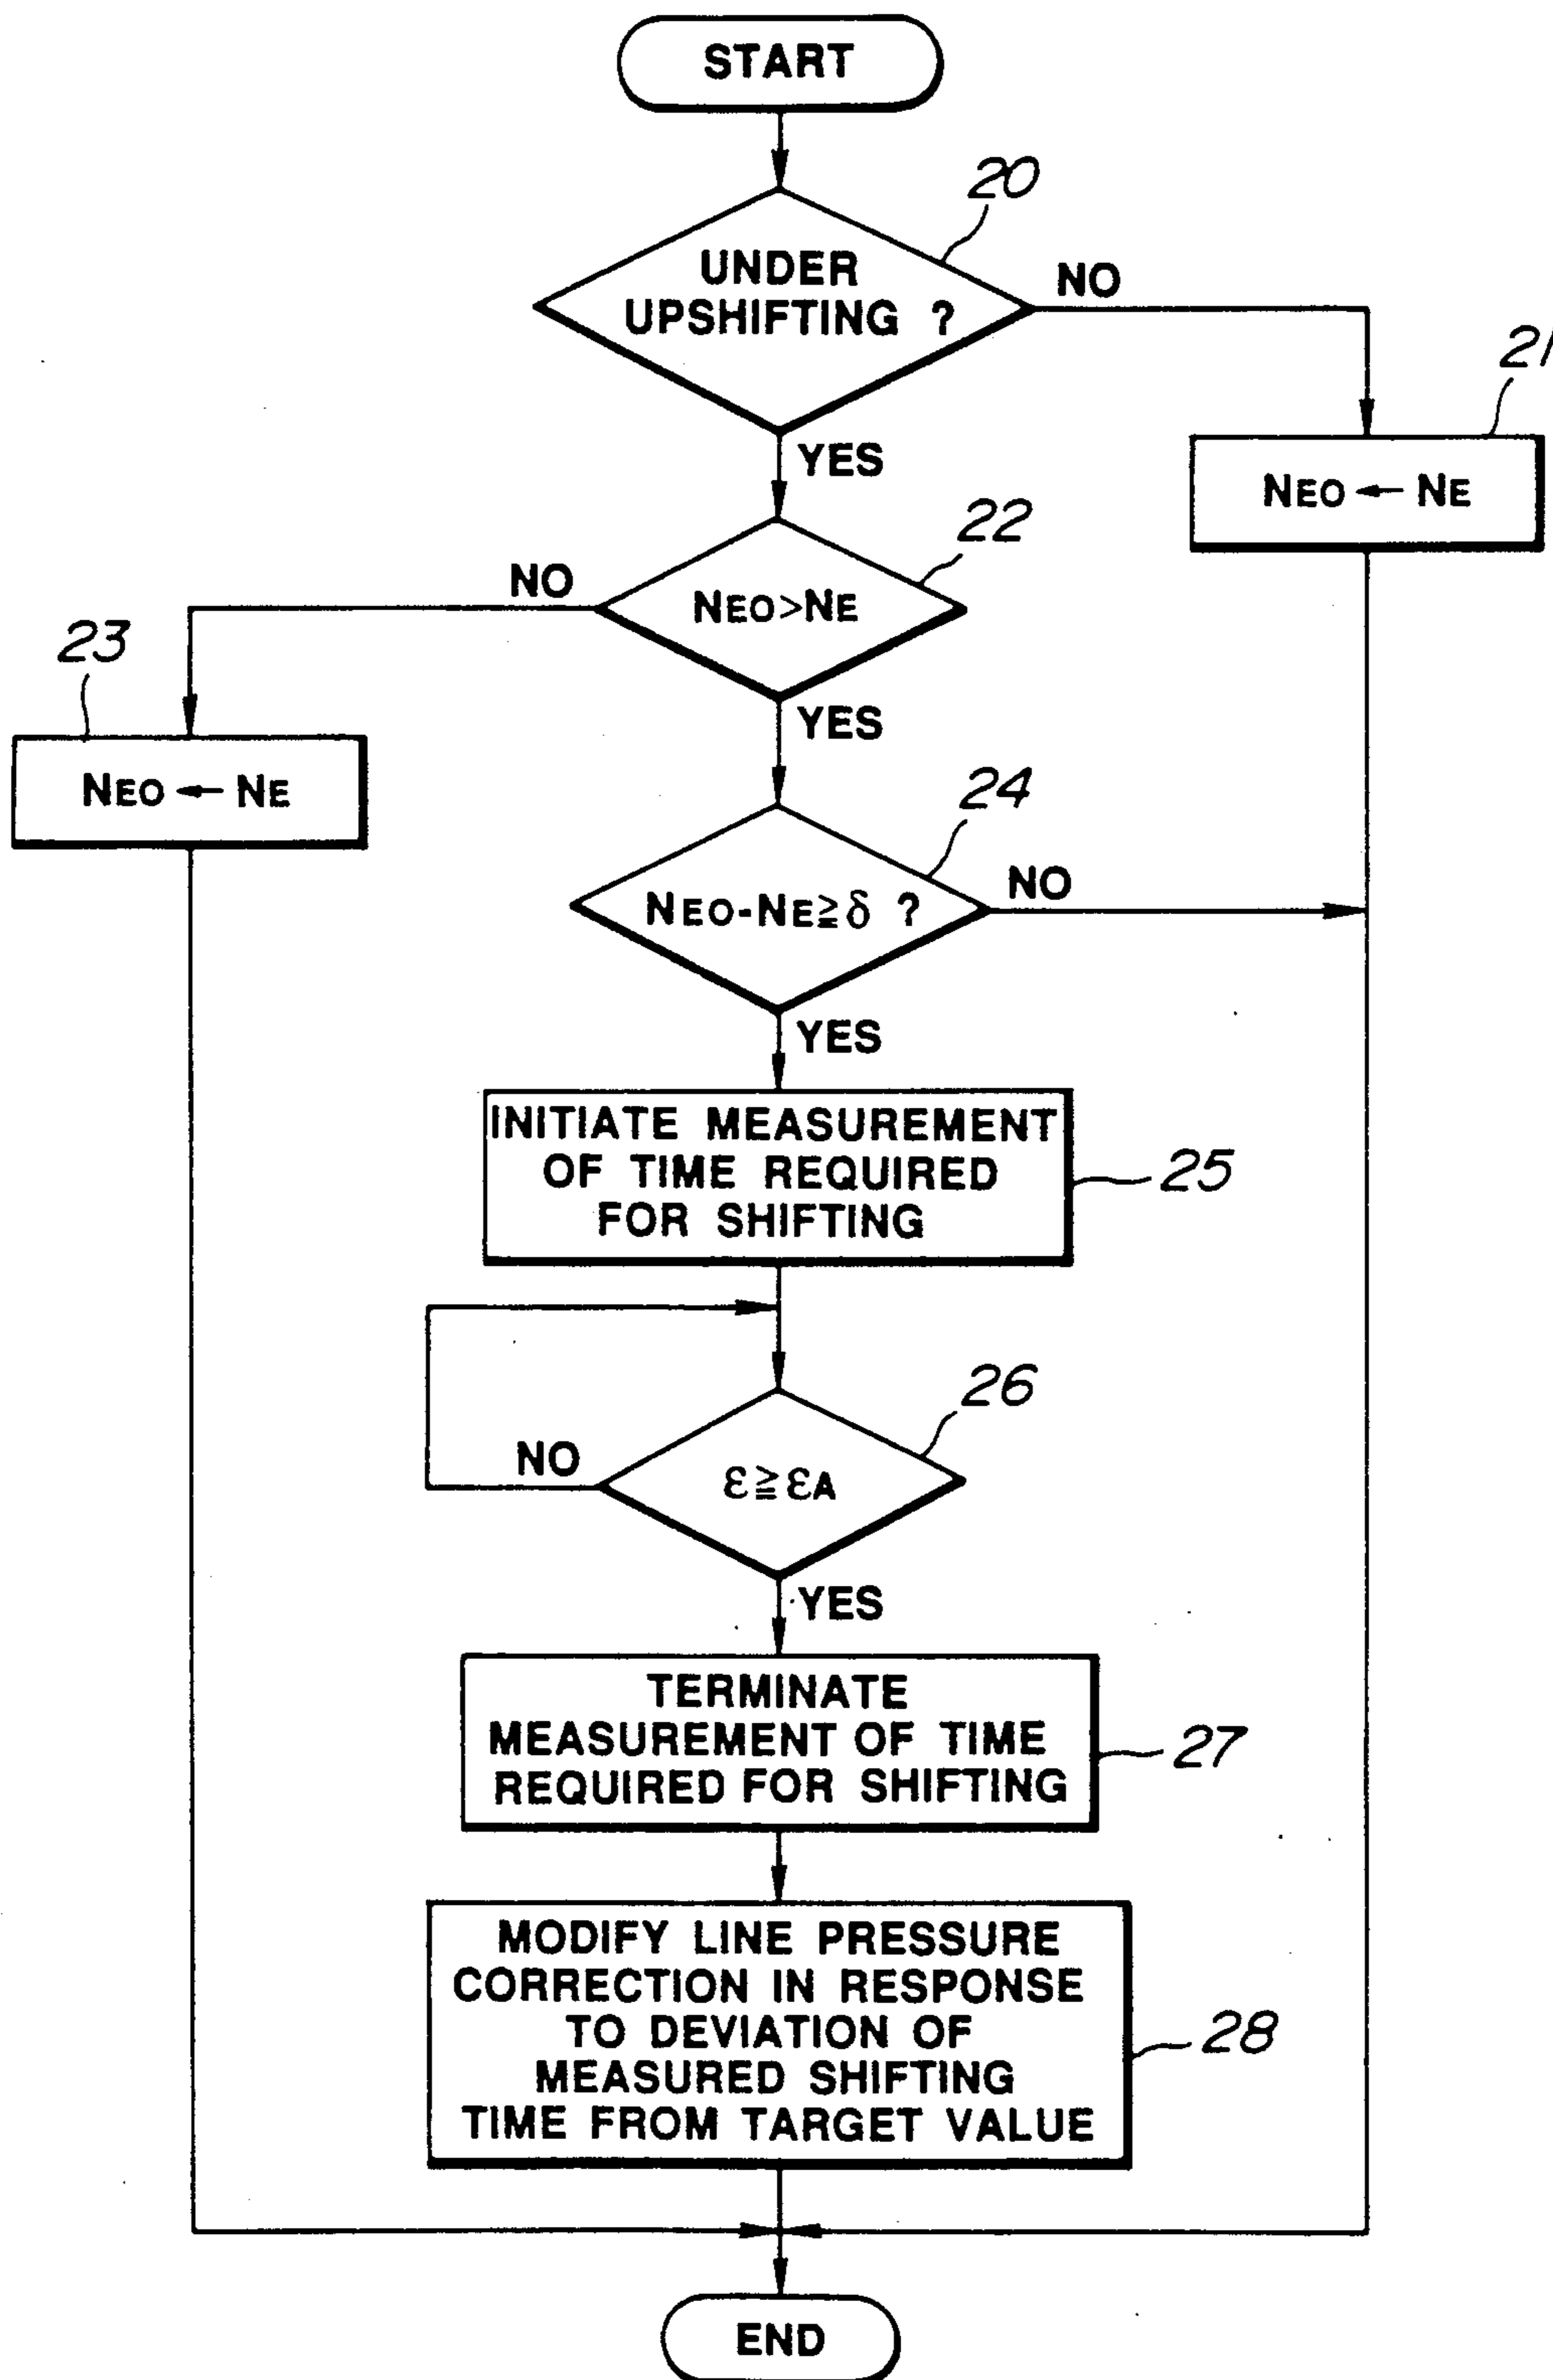 START
20
UNDER
UPSHIFTING ?
NO
21
YES
NEO ← NE
22
NO
NEO>NE
23
YES
NEO ← NE
24
NEO-NE≧δ ?
NO
YES
INITIATE MEASUREMENT
OF TIME REQUIRED
FOR SHIFTING
25
26
NO
ε≧εA
YES
TERMINATE
MEASUREMENT OF TIME
REQUIRED FOR SHIFTING
27
MODIFY LINE PRESSURE
CORRECTION IN RESPONSE
TO DEVIATION OF
MEASURED SHIFTING
TIME FROM TARGET VALUE
28
END